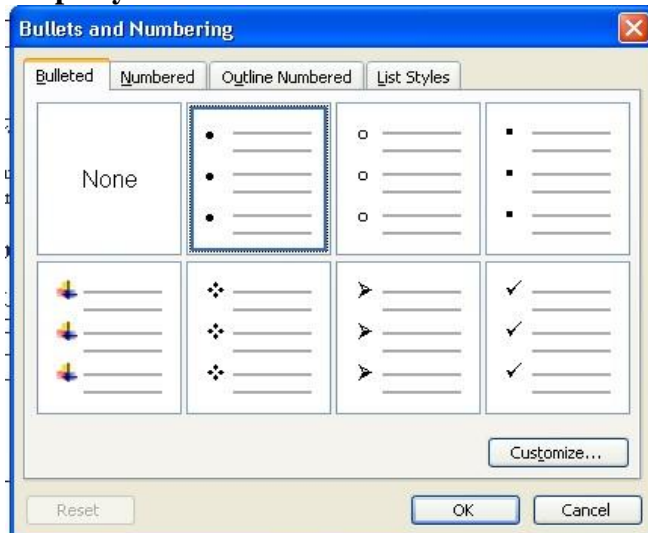 Bullets and Numbering
Bulleted Numbered Outline Numbered List Styles
None
Customize...
Reset OK Cancel